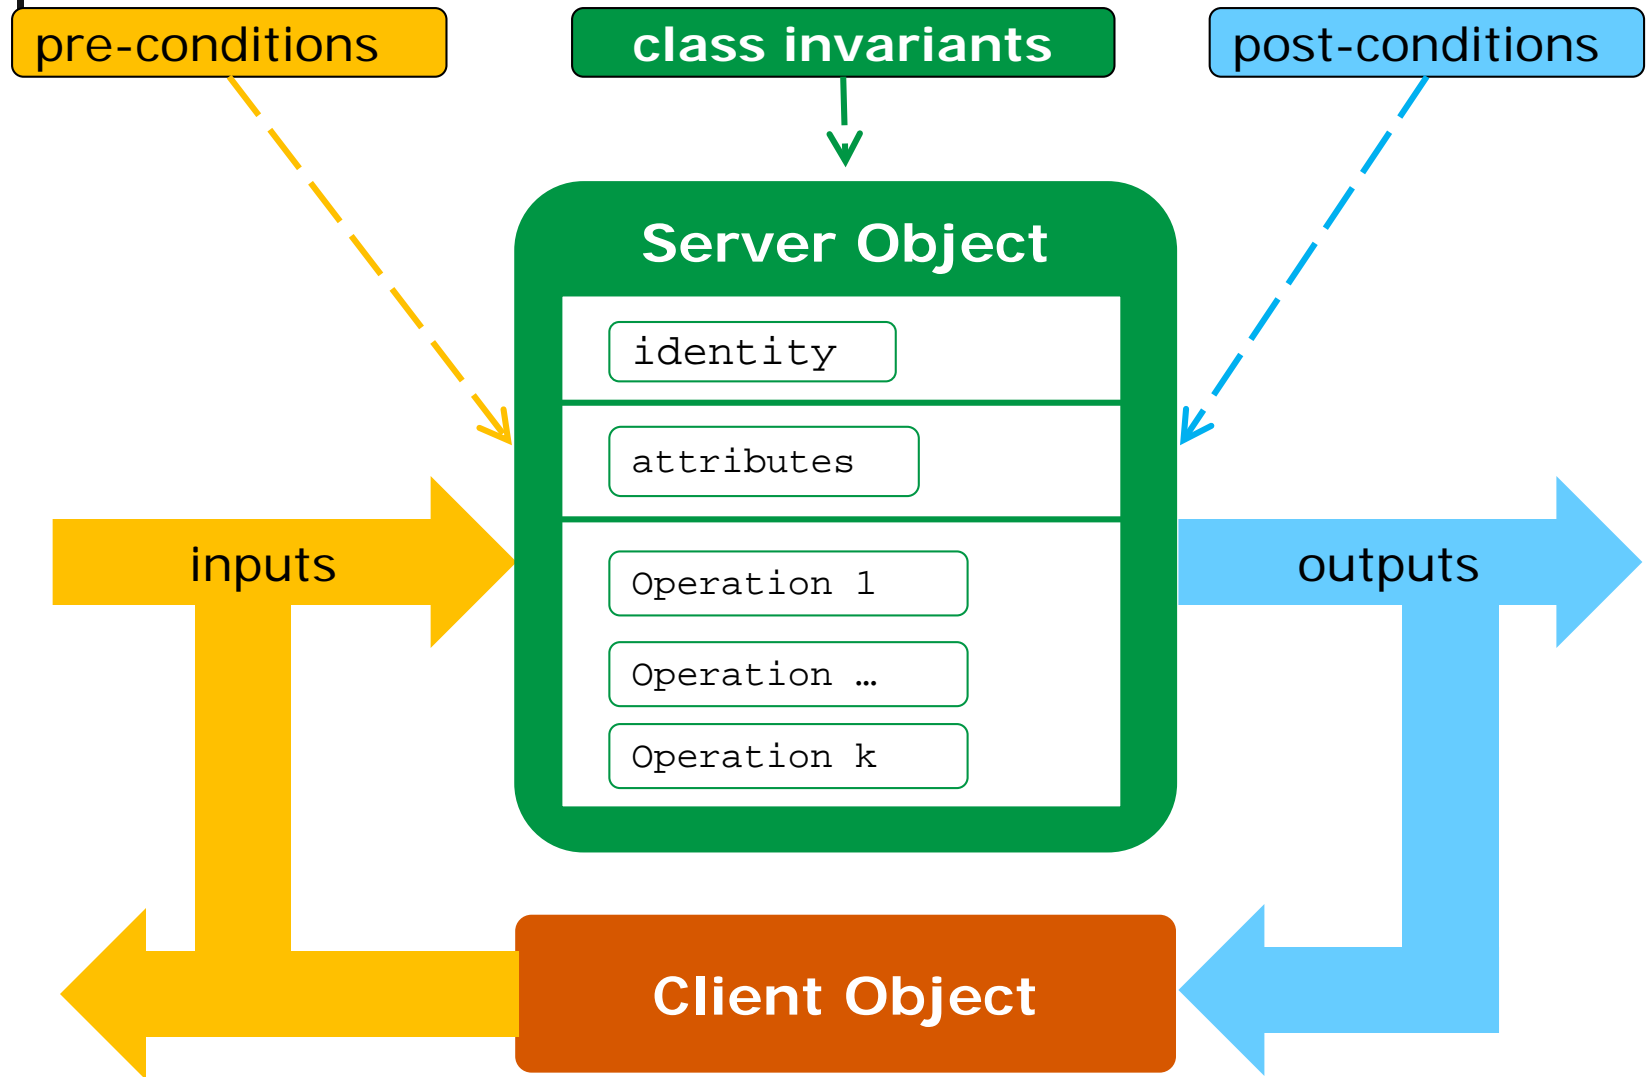 pre-conditions
class invariants
post-conditions
Server Object
identity
attributes
inputs
outputs
Operation 1
Operation …
Operation k
Client Object